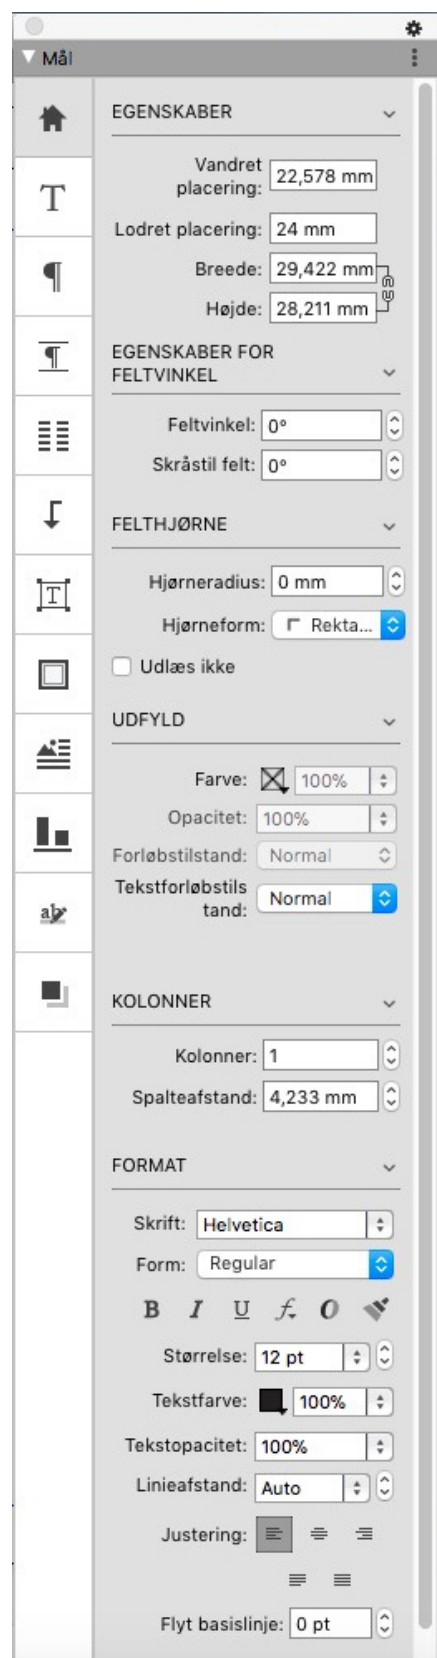 Mål
EGENSKABER
Vandret
placering: 22,578 mm
Lodret placering: 24 mm
Breede: 29,422 mm
Højde: 28,211 mm
EGENSKABER FOR
FELTVINKEL
Feltvinkel: 0°
Skråstil felt: 0°
FELTHJØRNE
Hjørneradius: 0 mm
Hjørneform: Rekta...
Udlæs ikke
UDFYLD
Farve: 100%
Opacitet: 100%
Forløbstilstand: Normal
Tekstforløbstils
tand: Normal
KOLONNER
Kolonner: 1
Spalteafstand: 4,233 mm
FORMAT
Skrift: Helvetica
Form: Regular
B I U f O
Størrelse: 12 pt
Tekstfarve: 100%
Tekstopacitet: 100%
Linieafstand: Auto
Justering:
Flyt basislinje: 0 pt